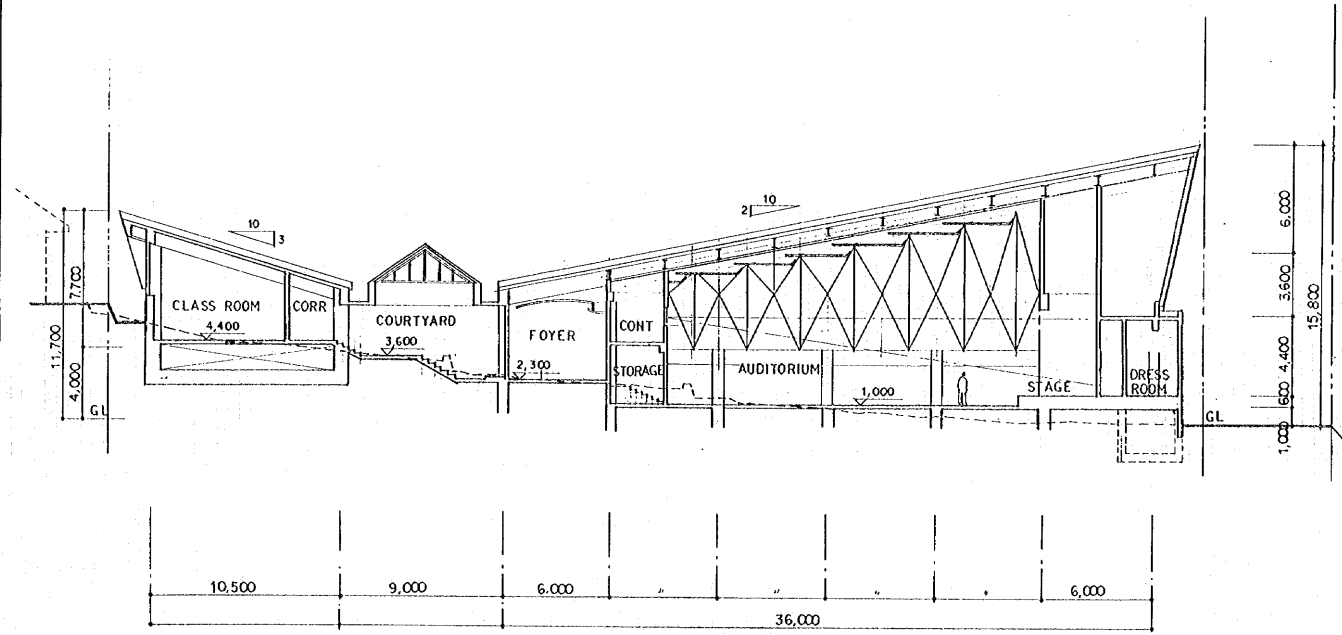 10
2
10
3
6,000
3,600
4,400
600
1,000
15,800
7,700
11,700
4,000
GL
CLASS ROOM
CORR
4,400
COURTYARD
3,600
FOYER
2,300
CONT
STORAGE
AUDITORIUM
1,000
STAGE
DRESS
ROOM
GL
10,500
9,000
6.000
〃
〃
〃
〃
6,000
36,000